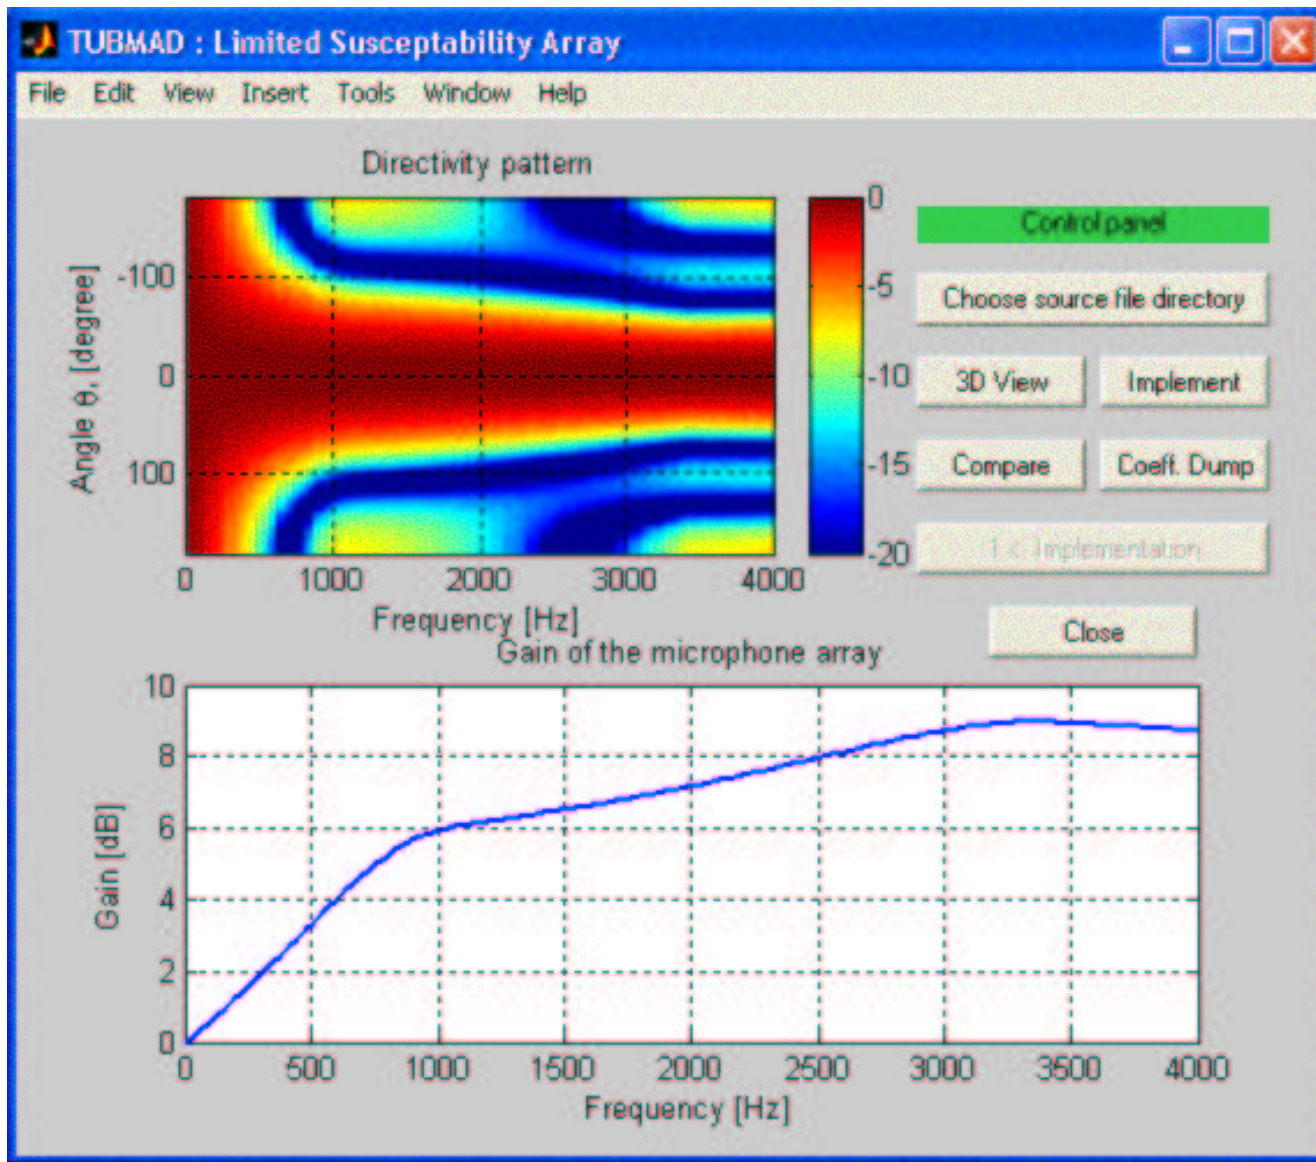 TUBMAD : Limited Susceptability Array
File Edit View Insert Tools Window Help
Directivity pattern
Angle θ, [degree]
-100
0
100
0 1000 2000 3000 4000
Frequency [Hz]
0
-5
-10
-15
-20
Control panel
Choose source file directory
3D View Implement
Compare Coeff. Dump
1 <- Implementation
Close
Gain of the microphone array
Gain [dB]
10
8
6
4
2
0
0 500 1000 1500 2000 2500 3000 3500 4000
Frequency [Hz]